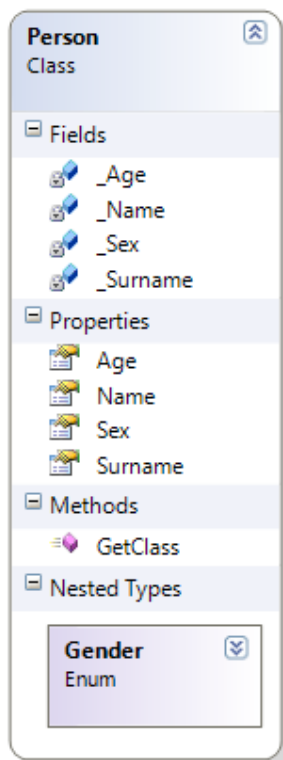 Person
Class
Fields
_Age
_Name
_Sex
_Surname
Properties
Age
Name
Sex
Surname
Methods
GetClass
Nested Types
Gender
Enum